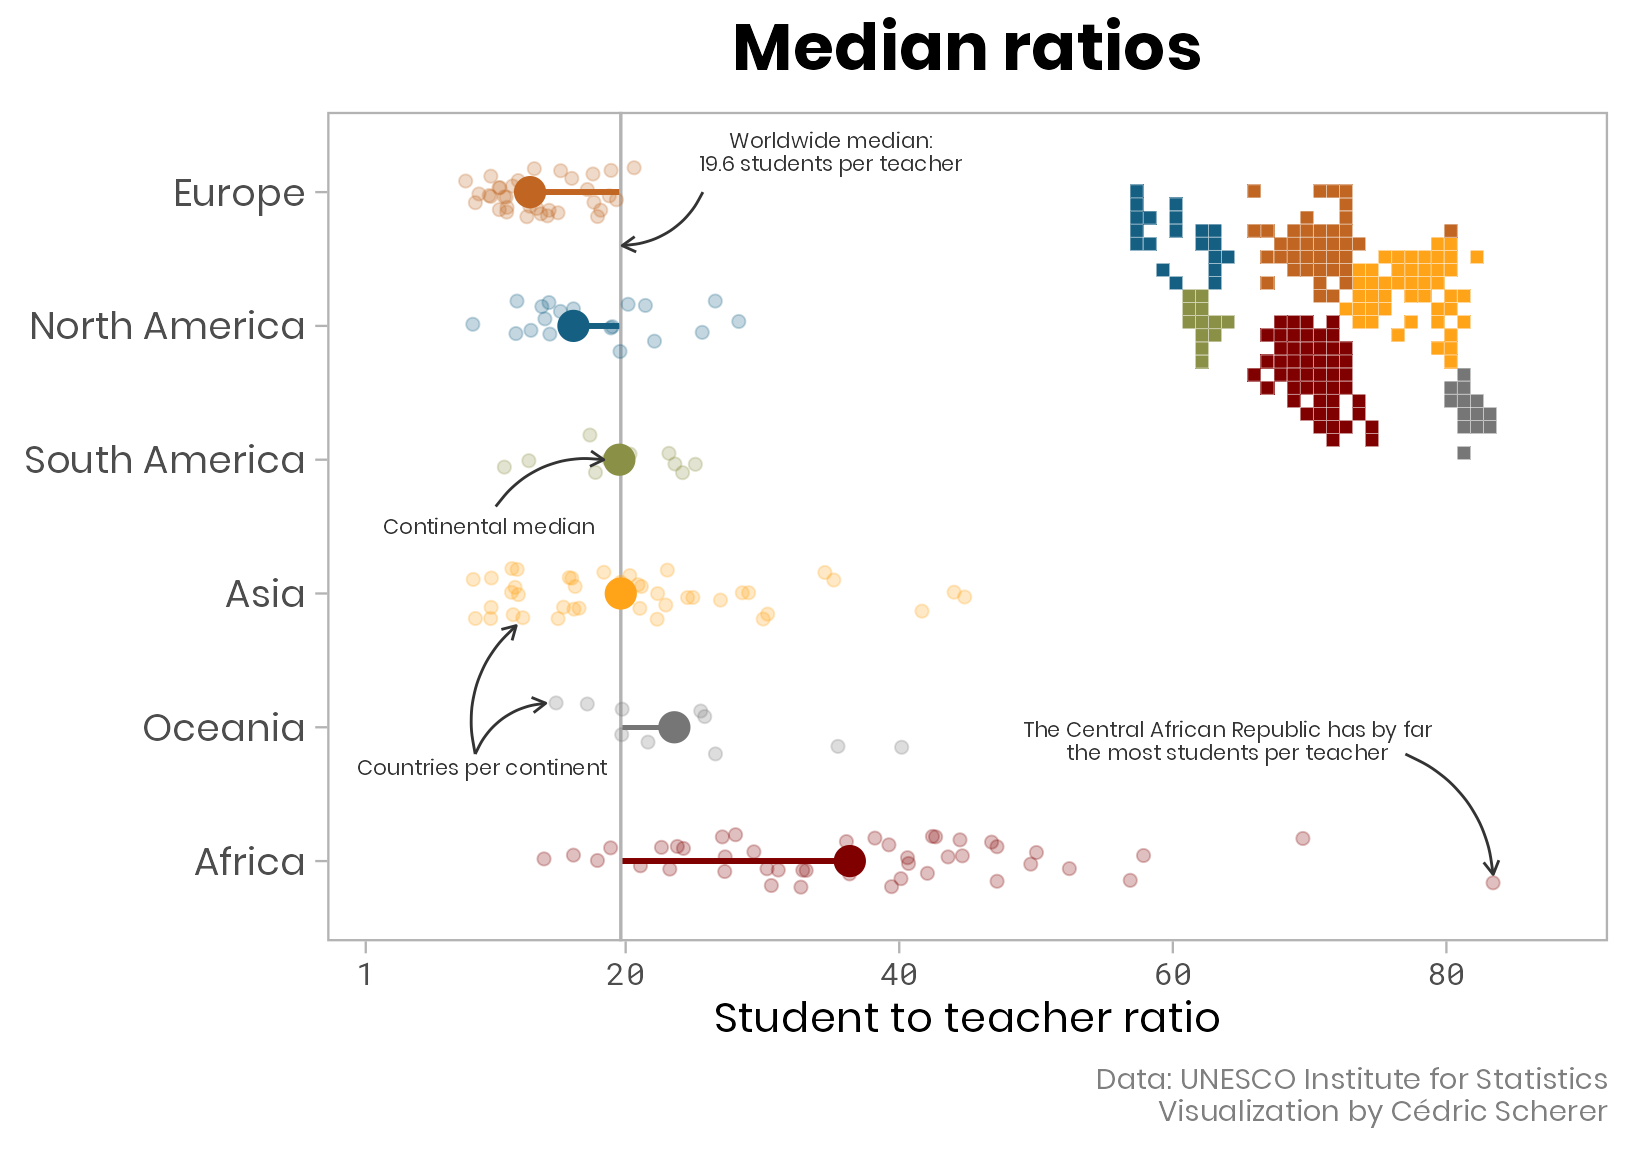 Median ratios
Worldwide median:
19.6 students per teacher
Europe
North America
South America
Continental median
Asia
Oceania
Countries per continent
The Central African Republic has by far
the most students per teacher
Africa
1 20 40 60 80
Student to teacher ratio
Data: UNESCO Institute for Statistics
Visualization by Cédric Scherer